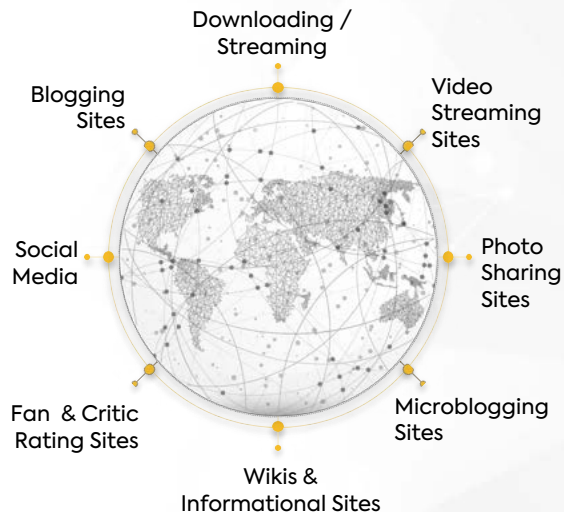 Downloading /
Streaming
Video
Streaming
Sites
Photo
Sharing
Sites
Microblogging
Sites
Wikis &
Informational Sites
Fan & Critic
Rating Sites
Social
Media
Blogging
Sites